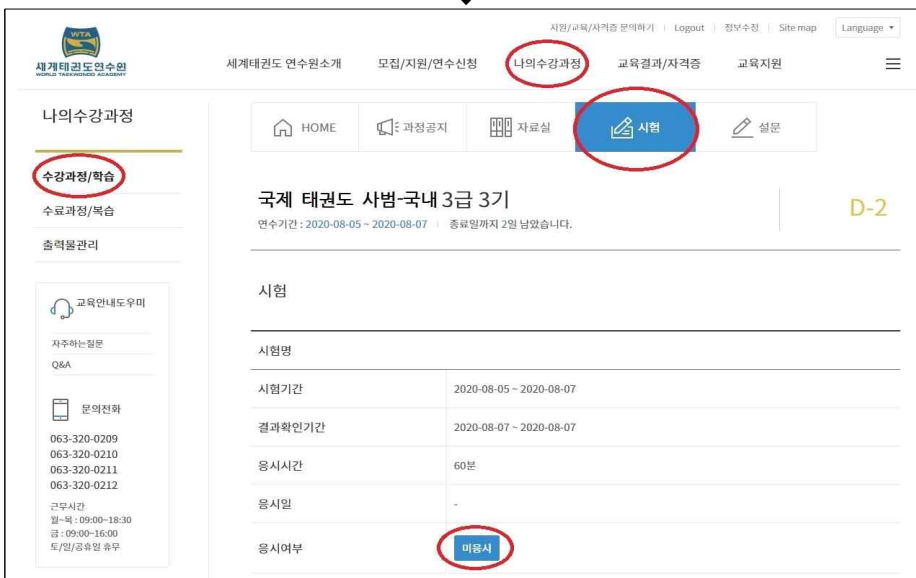 지원/교육/자격증 문의하기 | Logout | 정보수정 | Site map
Language
WTA
세계태권도연수원
WORLD TAEKWONDO ACADEMY
세계태권도 연수원소개 모집/지원/연수신청 나의수강과정 교육결과/자격증 교육지원
나의수강과정
수강과정/학습
수료과정/복습
출력물관리
교육안내도우미
자주하는질문
Q&A
문의전화
063-320-0209
063-320-0210
063-320-0211
063-320-0212
근무시간
월~목 : 09:00~18:30
금 : 09:00~16:00
토/일/공휴일 휴무
HOME 과정공지 자료실 시험 설문
국제 태권도 사범-국내 3급 3기
D-2
연수기간 : 2020-08-05 ~ 2020-08-07 | 종료일까지 2일 남았습니다.
시험
시험명
시험기간 2020-08-05 ~ 2020-08-07
결과확인기간 2020-08-07 ~ 2020-08-07
응시시간 60분
응시일 -
응시여부 미응시